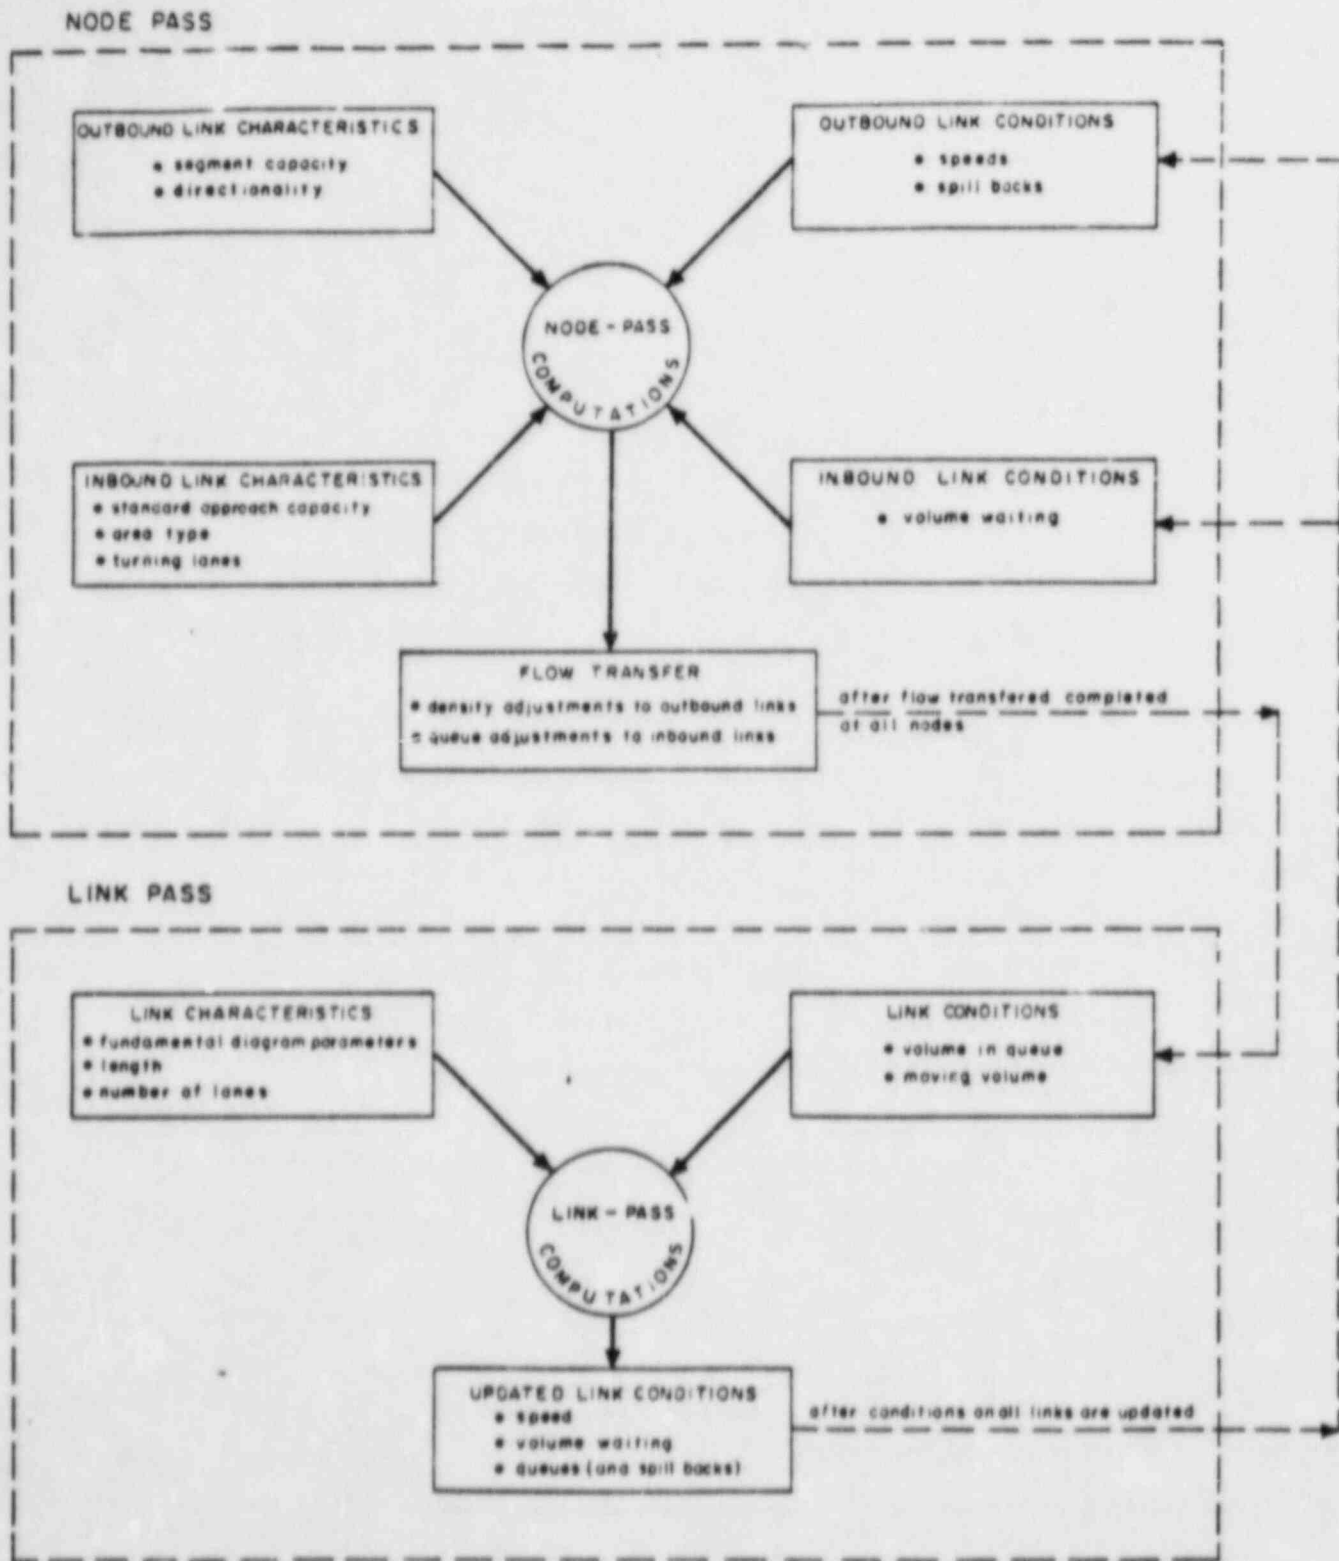 NODE PASS
OUTBOUND LINK CHARACTERISTICS
• segment capacity
• directionality
OUTBOUND LINK CONDITIONS
• speeds
• spill backs
NODE-PASS
COMPUTATIONS
INBOUND LINK CHARACTERISTICS
• standard approach capacity
• area type
• turning lanes
INBOUND LINK CONDITIONS
• volume waiting
FLOW TRANSFER
• density adjustments to outbound links
• queue adjustments to inbound links
after flow transfered completed
at all nodes
LINK PASS
LINK CHARACTERISTICS
• fundamental diagram parameters
• length
• number of lanes
LINK CONDITIONS
• volume in queue
• moving volume
LINK-PASS
COMPUTATIONS
UPDATED LINK CONDITIONS
• speed
• volume waiting
• queues (and spill backs)
after conditions on all links are updated